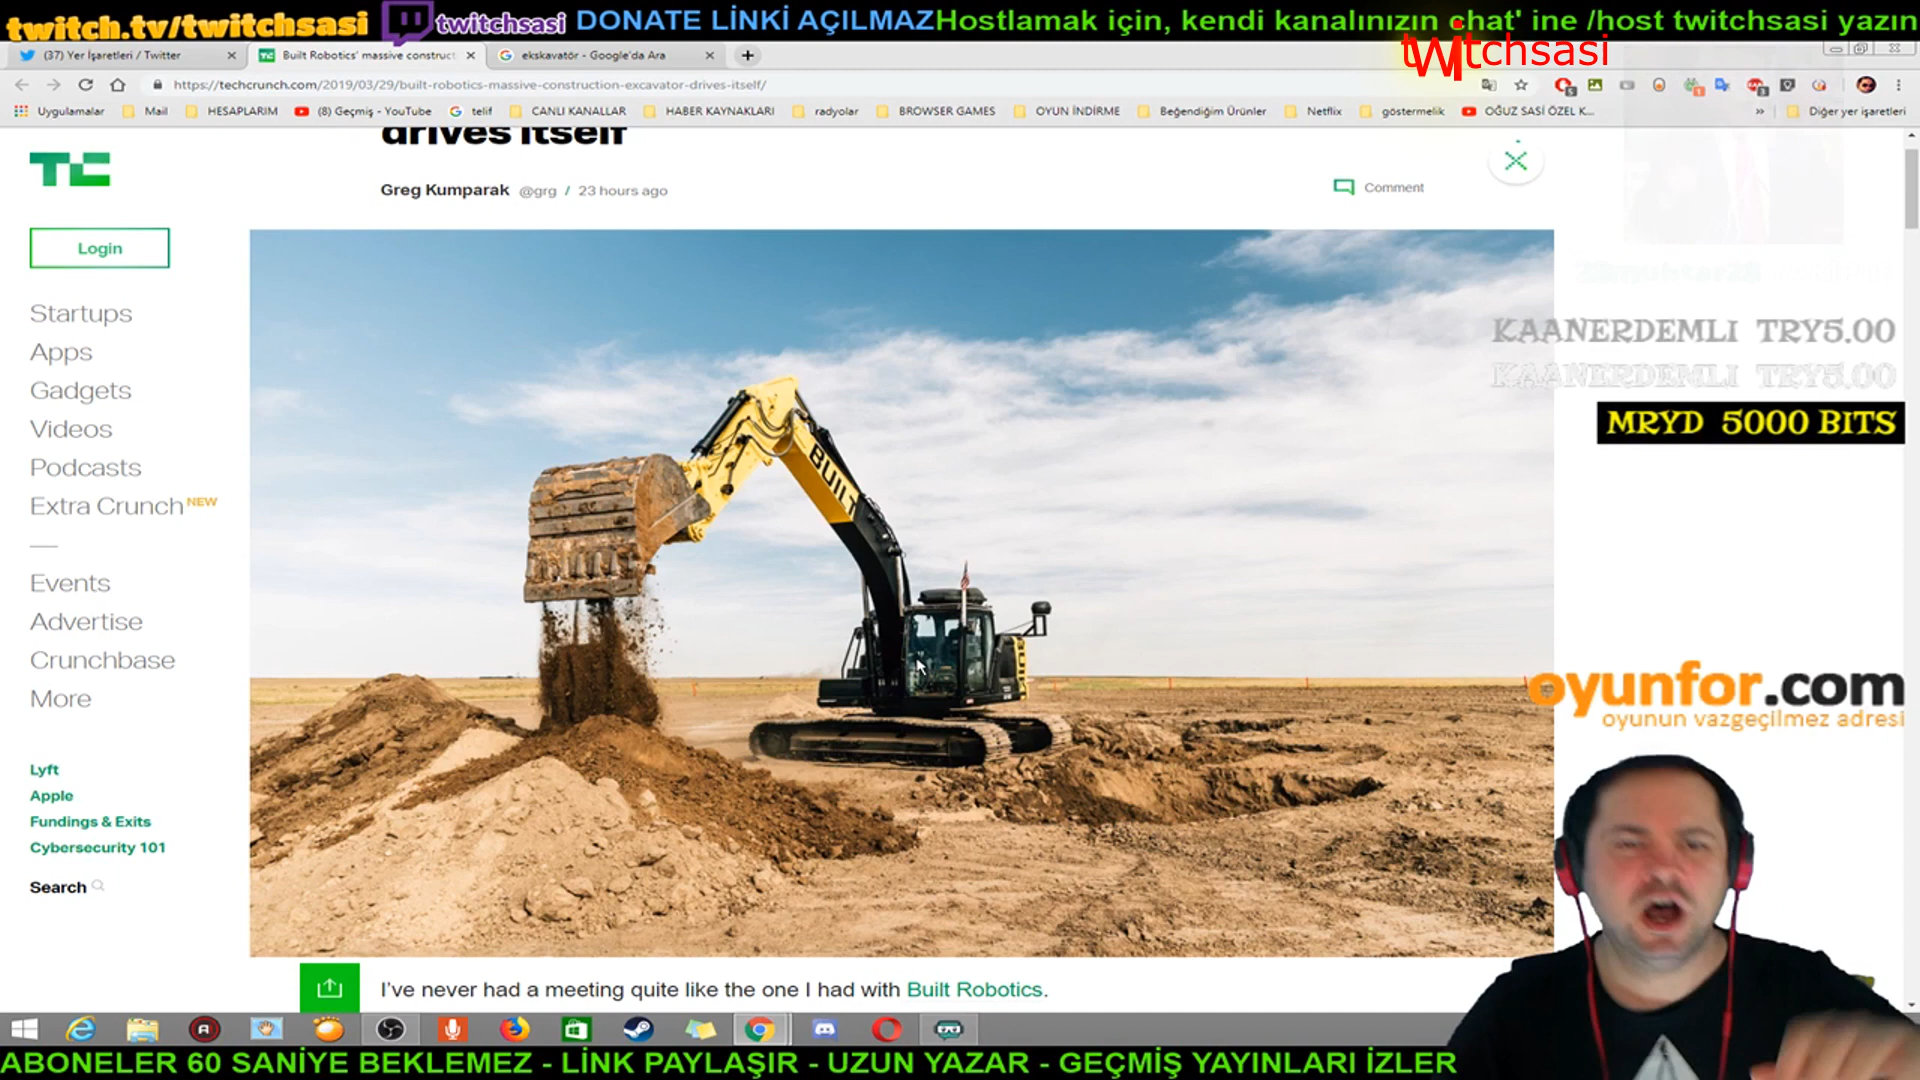 twitch.tv/twitchsasi twitchsasi DONATE LİNKİ AÇILMAZ Hostlamak için, kendi kanalınızın chat' ine /host twitchsasi yazın
twitchsasi
(37) Yer İşaretleri / Twitter
Built Robotics' massive construct
ekskavatör - Google'da Ara
https://techcrunch.com/2019/03/29/built-robotics-massive-construction-excavator-drives-itself/
Uygulamalar Mail HESAPLARIM (8) Geçmiş - YouTube telif CANLI KANALLAR HABER KAYNAKLARI radyolar BROWSER GAMES OYUN İNDİRME Beğendiğim Ürünler Netflix göstermelik OĞUZ SASİ ÖZEL K... » Diğer yer işaretleri
drives itself
TC
Greg Kumparak @grg / 23 hours ago
Comment
Login
Startups
Apps
Gadgets
Videos
Podcasts
Extra Crunch NEW
Events
Advertise
Crunchbase
More
Lyft
Apple
Fundings & Exits
Cybersecurity 101
Search
BUILT
KAANERDEMLI TRY5.00
KAANERDEMLI TRY5.00
MRYD 5000 BITS
oyunfor.com
oyunun vazgeçilmez adresi
I've never had a meeting quite like the one I had with Built Robotics.
ABONELER 60 SANİYE BEKLEMEZ - LİNK PAYLAŞIR - UZUN YAZAR - GEÇMİŞ YAYINLARI İZLER